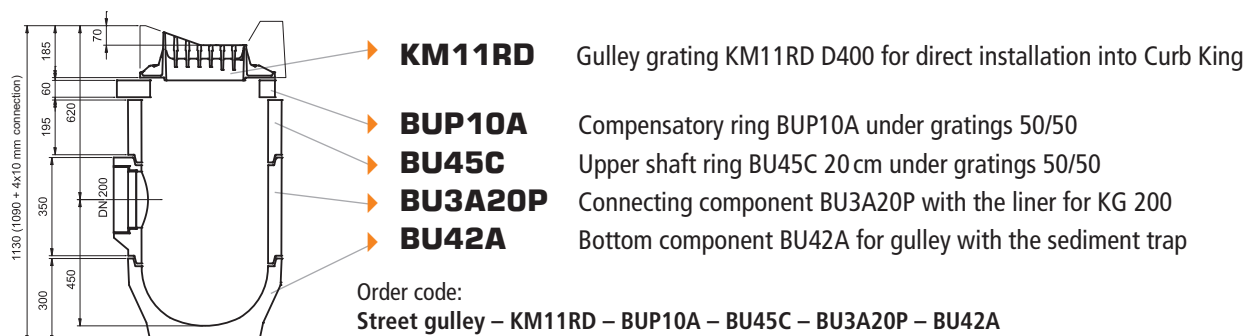 70
185
60
620
195
1130 (1090 + 4x10 mm connection)
350
DN 200
450
300
KM11RD Gulley grating KM11RD D400 for direct installation into Curb King
BUP10A Compensatory ring BUP10A under gratings 50/50
BU45C Upper shaft ring BU45C 20 cm under gratings 50/50
BU3A20P Connecting component BU3A20P with the liner for KG 200
BU42A Bottom component BU42A for gulley with the sediment trap
Order code:
Street gulley – KM11RD – BUP10A – BU45C – BU3A20P – BU42A